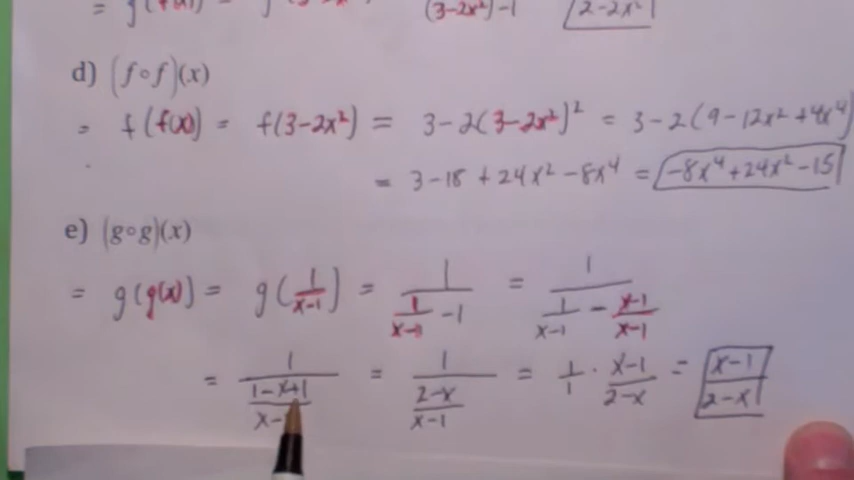 = g(f(x)) = (3-2x²)-1 2-2x²
d) (f∘f)(x)
= f(f(x)) = f(3-2x²) = 3-2(3-2x²)² = 3-2(9-12x²+4x⁴)
= 3-18+24x²-8x⁴ = -8x⁴+24x²-15
e) (g∘g)(x)
= g(g(x)) = g(1/(x-1)) = 1/(1/(x-1) -1) = 1/(1/(x-1) - (x-1)/(x-1))
= 1/((1-x+1)/(x- = 1/((2-x)/(x-1)) = 1/1 · (x-1)/(2-x) = (x-1)/(2-x)